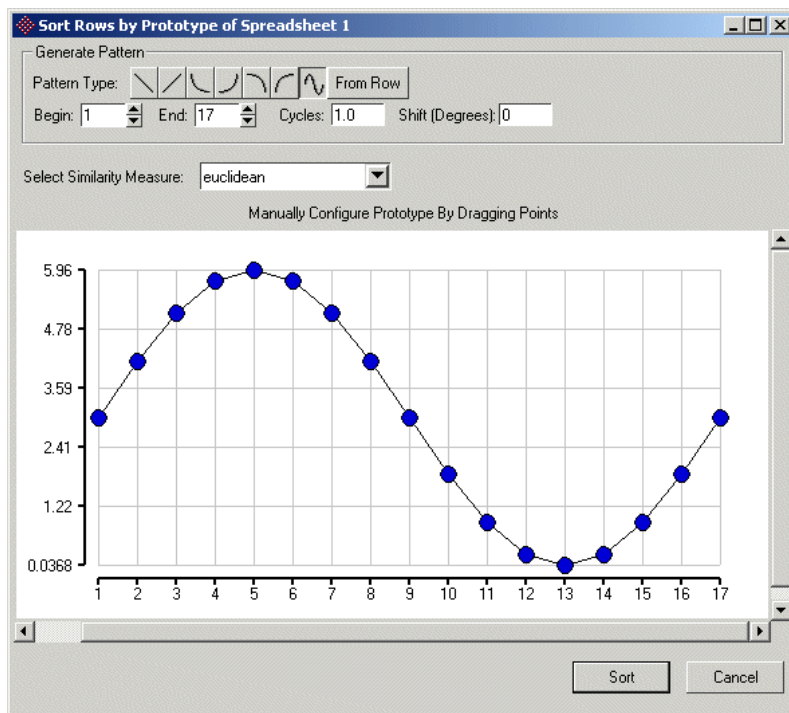 Sort Rows by Prototype of Spreadsheet 1
Generate Pattern
Pattern Type: From Row
Begin: 1 End: 17 Cycles: 1.0 Shift (Degrees): 0
Select Similarity Measure: euclidean
Manually Configure Prototype By Dragging Points
5.96
4.78
3.59
2.41
1.22
0.0368
1 2 3 4 5 6 7 8 9 10 11 12 13 14 15 16 17
Sort Cancel